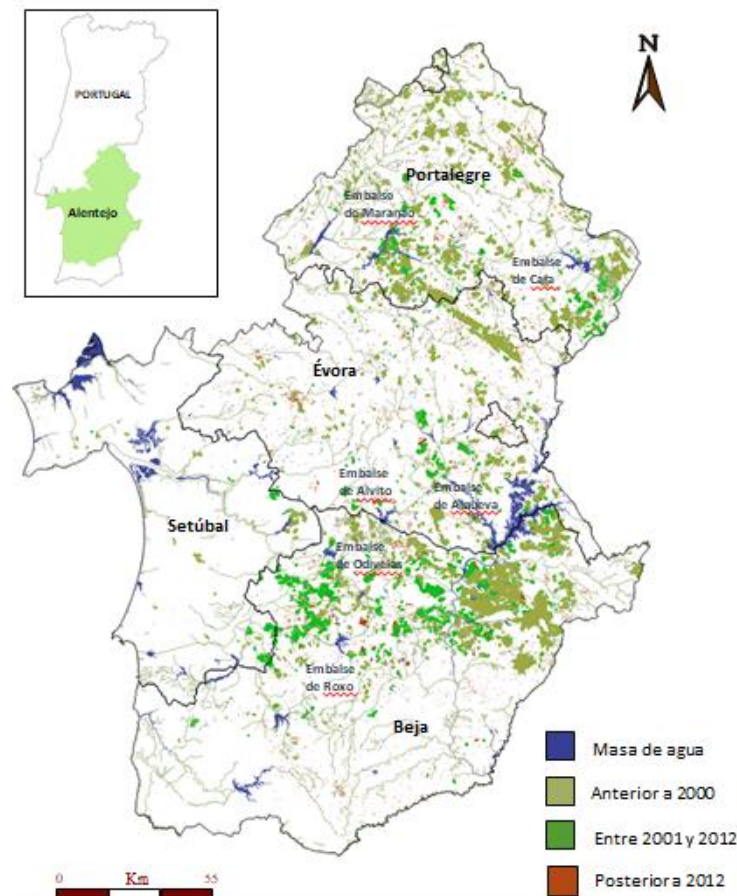 PORTUGAL
Alentejo
N
Portalegre
Embalse
de Maranão
Embalse
de Caia
Évora
Embalse
de Alvito
Embalse
de Alqueva
Setúbal
Embalse
de Odivelas
Embalse
de Roxo
Beja
Masa de agua
Anterior a 2000
Entre 2001 y 2012
Posterior a 2012
0 Km 55